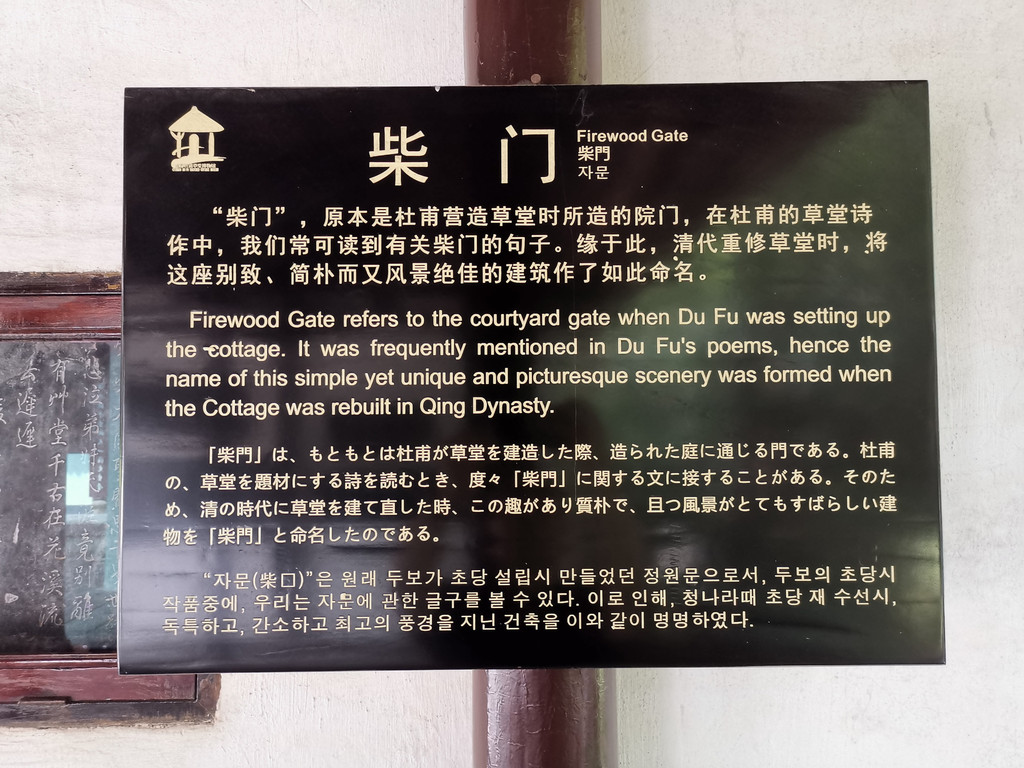 柴门
Firewood Gate
柴門
자문
“柴门”，原本是杜甫营造草堂时所造的院门，在杜甫的草堂诗
作中，我们常可读到有关柴门的句子。缘于此，清代重修草堂时，将
这座别致、简朴而又风景绝佳的建筑作了如此命名。
Firewood Gate refers to the courtyard gate when Du Fu was setting up
the cottage. It was frequently mentioned in Du Fu's poems, hence the
name of this simple yet unique and picturesque scenery was formed when
the Cottage was rebuilt in Qing Dynasty.
「柴門」は、もともとは杜甫が草堂を建造した際、造られた庭に通じる門である。杜甫
の、草堂を題材にする詩を読むとき、度々「柴門」に関する文に接することがある。そのた
め、清の時代に草堂を建て直した時、この趣があり質朴で、且つ風景がとてもすばらしい建
物を「柴門」と命名したのである。
“자문(柴口)”은 원래 두보가 초당 설립시 만들었던 정원문으로서, 두보의 초당시
작품중에, 우리는 자문에 관한 글구를 볼 수 있다. 이로 인해, 청나라때 초당 재 수선시,
독특하고, 간소하고 최고의 풍경을 지닌 건축을 이와 같이 명명하였다.
有艸堂千古在花溪流